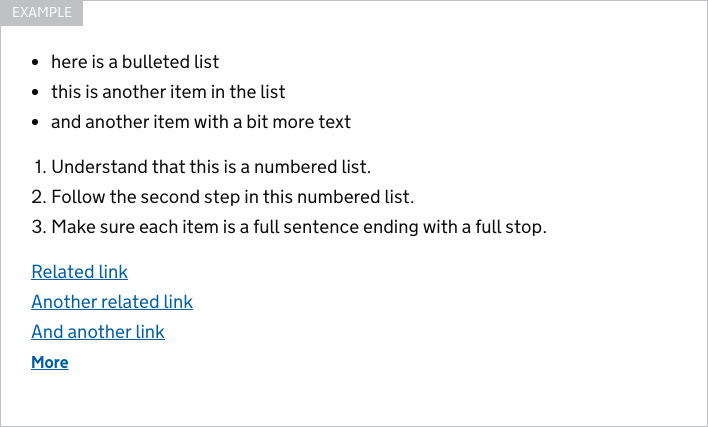 EXAMPLE
• here is a bulleted list
• this is another item in the list
• and another item with a bit more text
1. Understand that this is a numbered list.
2. Follow the second step in this numbered list.
3. Make sure each item is a full sentence ending with a full stop.
Related link
Another related link
And another link
More